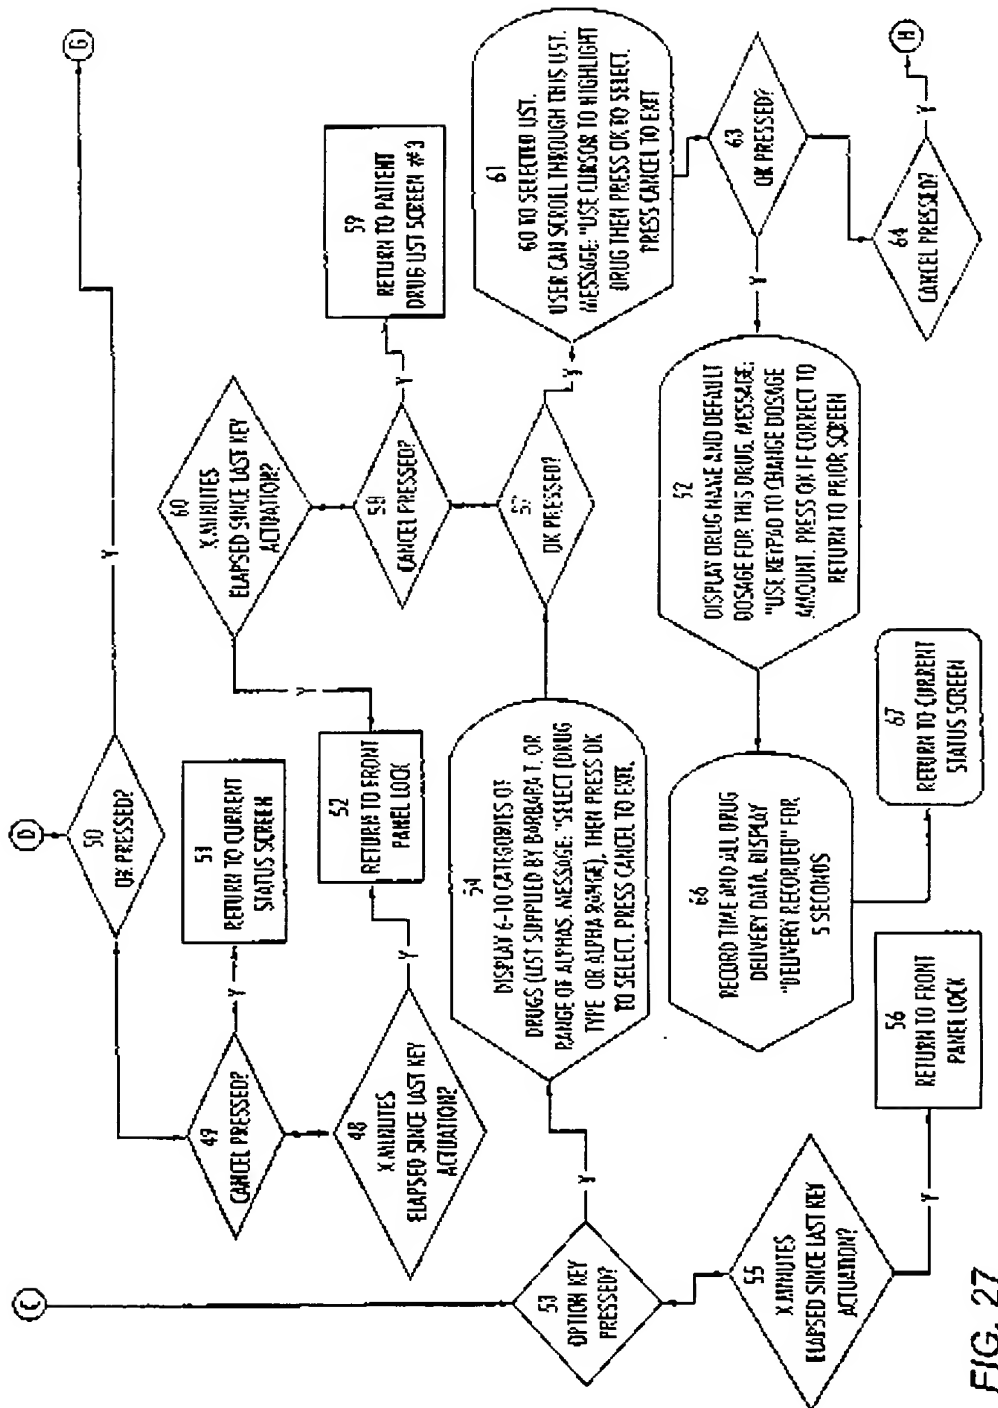 G
D
50
OK PRESSED?
Y
49
CANCEL PRESSED?
Y
51
RETURN TO CURRENT
STATUS SCREEN
48
X MINUTES
ELAPSED SINCE LAST KEY
ACTUATION?
Y
52
RETURN TO FRONT
PANEL LOCK
Y
60
X MINUTES
ELAPSED SINCE LAST KEY
ACTUATION?
CANCEL PRESSED?
Y
59
RETURN TO PATIENT
DRUG LIST SCREEN #3
OK PRESSED?
Y
61
GO TO SELECTED LIST.
USER CAN SCROLL THROUGH THIS LIST.
MESSAGE: "USE CURSOR TO HIGHLIGHT
DRUG THEN PRESS OK TO SELECT.
PRESS CANCEL TO EXIT
C
53
OPTION KEY
PRESSED?
Y
54
DISPLAY 6-10 CATEGORIES OF
DRUGS (LIST SUPPLIED BY BARBARA T. OR
RANGE OF ALPHAS. MESSAGE: "SELECT (DRUG
TYPE OR ALPHA RANGE), THEN PRESS OK
TO SELECT. PRESS CANCEL TO EXIT.
55
X MINUTES
ELAPSED SINCE LAST KEY
ACTUATION?
Y
56
RETURN TO FRONT
PANEL LOCK
63
OK PRESSED?
Y
64
CANCEL PRESSED?
Y
H
DISPLAY DRUG NAME AND DEFAULT
DOSAGE FOR THIS DRUG. MESSAGE:
"USE KEYPAD TO CHANGE DOSAGE
AMOUNT. PRESS OK IF CORRECT TO
RETURN TO PRIOR SCREEN
66
RECORD TIME AND ALL DRUG
DELIVERY DATA. DISPLAY
"DELIVERY RECORDED" FOR
5 SECONDS
67
RETURN TO CURRENT
STATUS SCREEN
FIG. 27